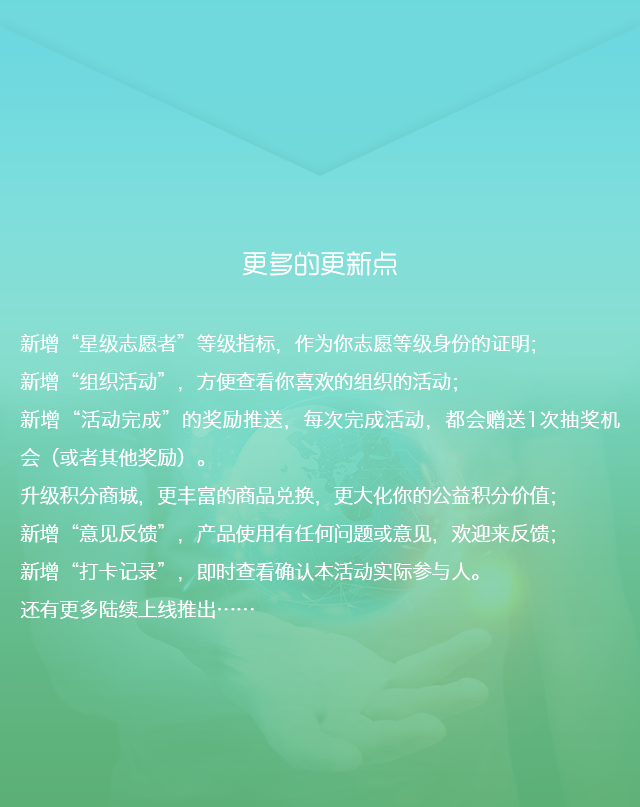 更多的更新点
新增“星级志愿者”等级指标，作为你志愿等级身份的证明；
新增“组织活动”，方便查看你喜欢的组织的活动；
新增“活动完成”的奖励推送，每次完成活动，都会赠送1次抽奖机
会（或者其他奖励）。
升级积分商城，更丰富的商品兑换，更大化你的公益积分价值；
新增“意见反馈”，产品使用有任何问题或意见，欢迎来反馈；
新增“打卡记录”，即时查看确认本活动实际参与人。
还有更多陆续上线推出……